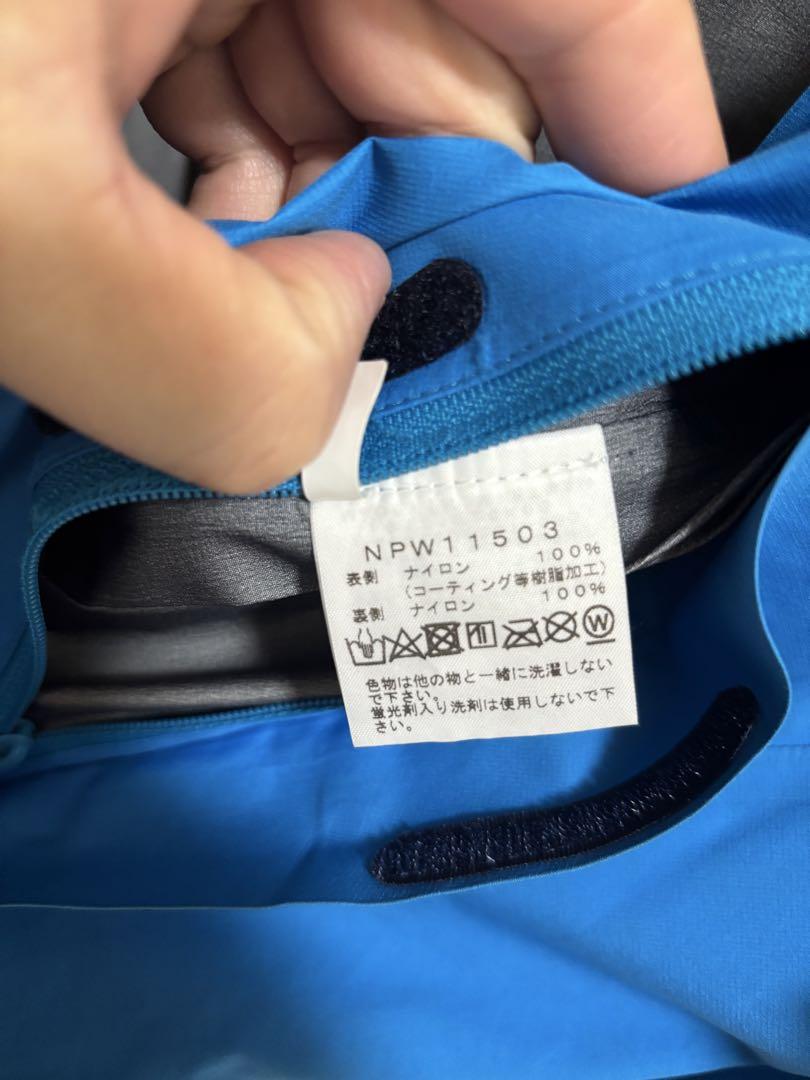 NPW11503
表側 ナイロン 100%
(コーティング等樹脂加工)
裏側 ナイロン 100%
W
色物は他の物と一緒に洗濯しない
で下さい。
蛍光剤入り洗剤は使用しないで下
さい。